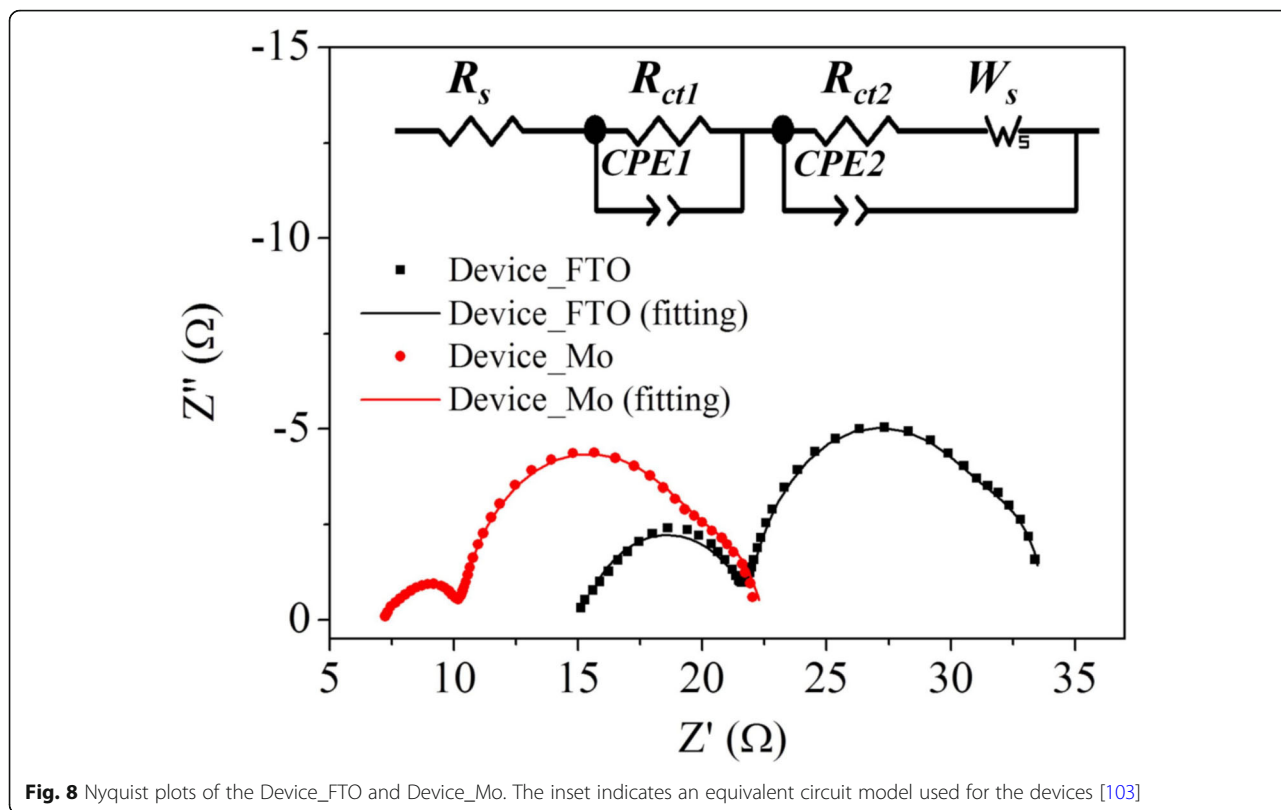 -15
R_s R_ct1 R_ct2 W_s
CPE1 CPE2
W s
-10
Device_FTO
Device_FTO (fitting)
Device_Mo
Device_Mo (fitting)
Z'' (Ω)
-5
0
5 10 15 20 25 30 35
Z' (Ω)
Fig. 8 Nyquist plots of the Device_FTO and Device_Mo. The inset indicates an equivalent circuit model used for the devices [103]